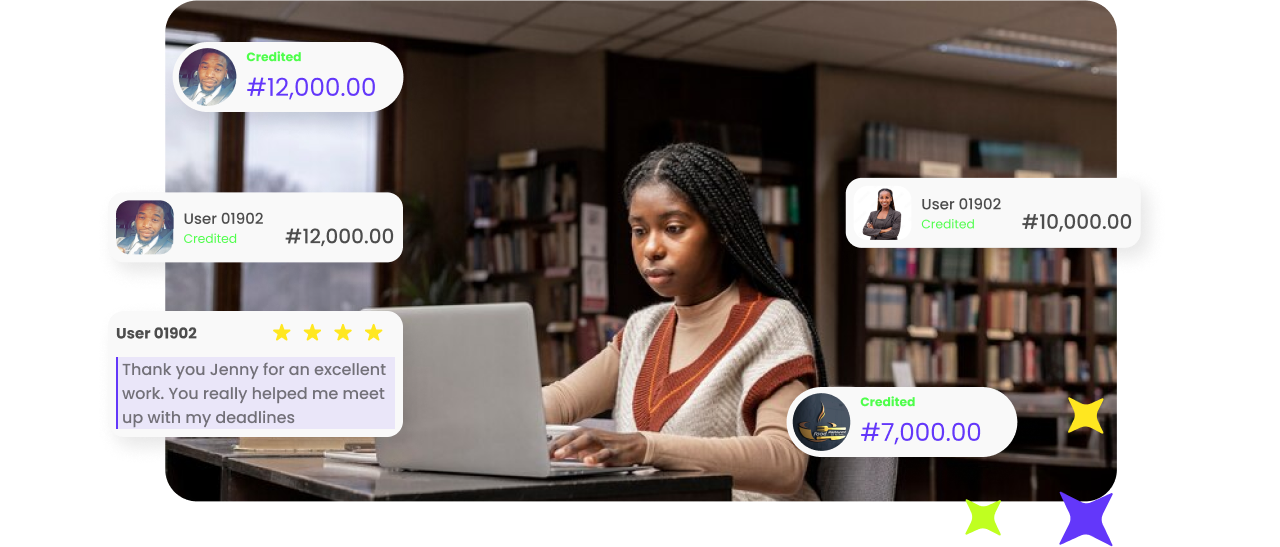 Credited
#12,000.00
User 01902
Credited
#12,000.00
User 01902
Credited
#10,000.00
User 01902
Thank you Jenny for an excellent
work. You really helped me meet
up with my deadlines
Credited
#7,000.00